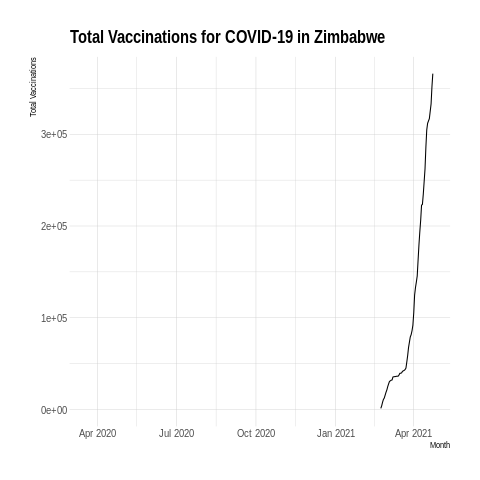 Total Vaccinations for COVID-19 in Zimbabwe
Total Vaccinations
3e+05
2e+05
1e+05
0e+00
Apr 2020 Jul 2020 Oct 2020 Jan 2021 Apr 2021
Month